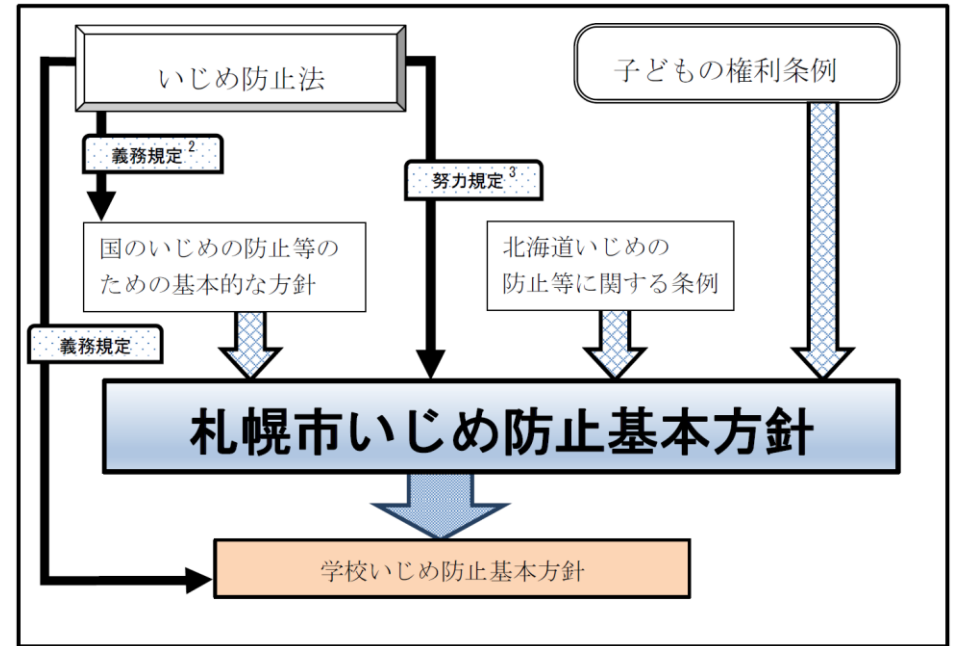 いじめ防止法
子どもの権利条例
義務規定2
努力規定3
国のいじめの防止等の
ための基本的な方針
北海道いじめの
防止等に関する条例
義務規定
札幌市いじめ防止基本方針
学校いじめ防止基本方針